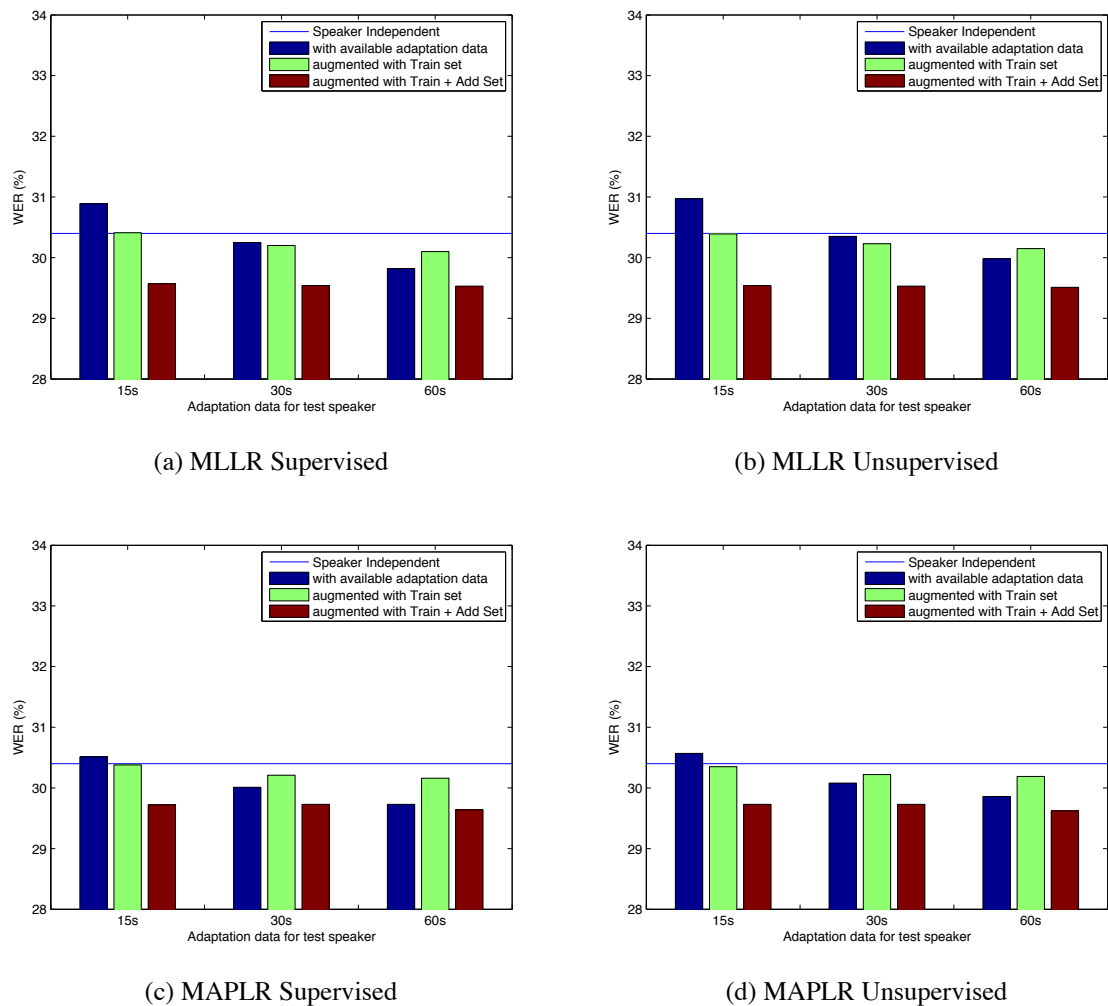 34
33
32
31
30
29
28
WER (%)
Speaker Independent
with available adaptation data
augmented with Train set
augmented with Train + Add Set
15s 30s 60s
Adaptation data for test speaker
(a) MLLR Supervised
34
33
32
31
30
29
28
WER (%)
Speaker Independent
with available adaptation data
augmented with Train set
augmented with Train + Add Set
15s 30s 60s
Adaptation data for test speaker
(b) MLLR Unsupervised
34
33
32
31
30
29
28
WER (%)
Speaker Independent
with available adaptation data
augmented with Train set
augmented with Train + Add Set
15s 30s 60s
Adaptation data for test speaker
(c) MAPLR Supervised
34
33
32
31
30
29
28
WER (%)
Speaker Independent
with available adaptation data
augmented with Train set
augmented with Train + Add Set
15s 30s 60s
Adaptation data for test speaker
(d) MAPLR Unsupervised